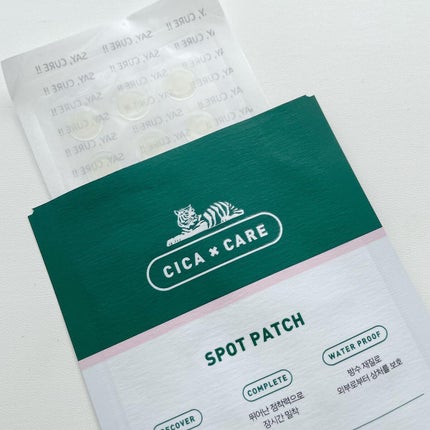 Y, CURE !!
SAY, CURE !!
SAY, CURE !!
SAY, CURE !!
SAY, CURE !!
CICA × CARE
SPOT PATCH
WATER PROOF
방수 재질로
외부로부터 상처를 보호
COMPLETE
뛰어난 점착력으로
장시간 밀착
RECOVER